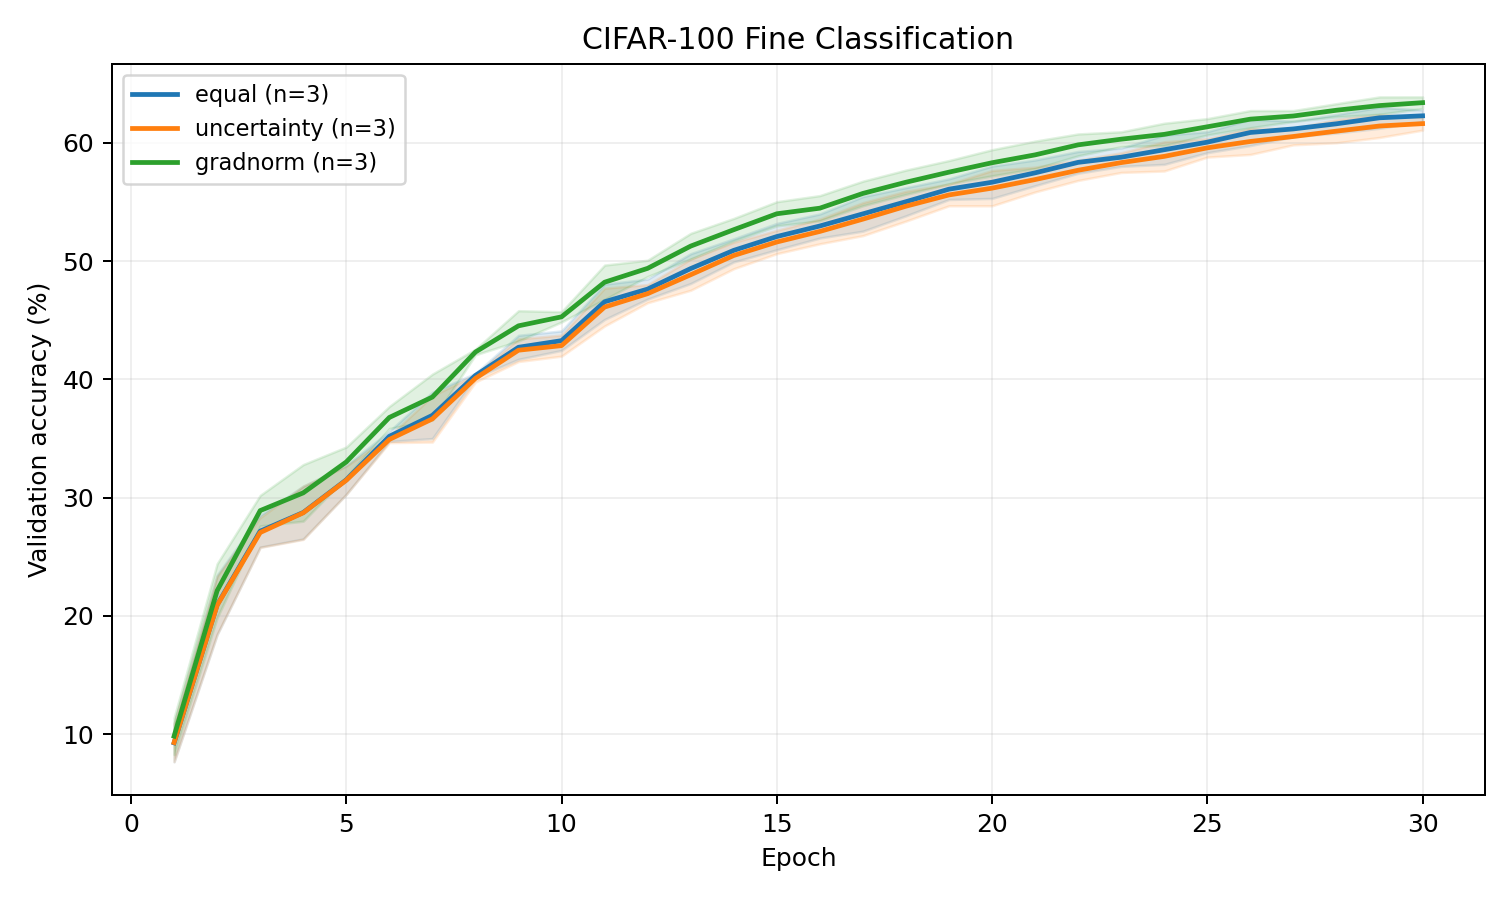 CIFAR-100 Fine Classification
equal (n=3)
uncertainty (n=3)
gradnorm (n=3)
Validation accuracy (%)
60
50
40
30
20
10
0 5 10 15 20 25 30
Epoch